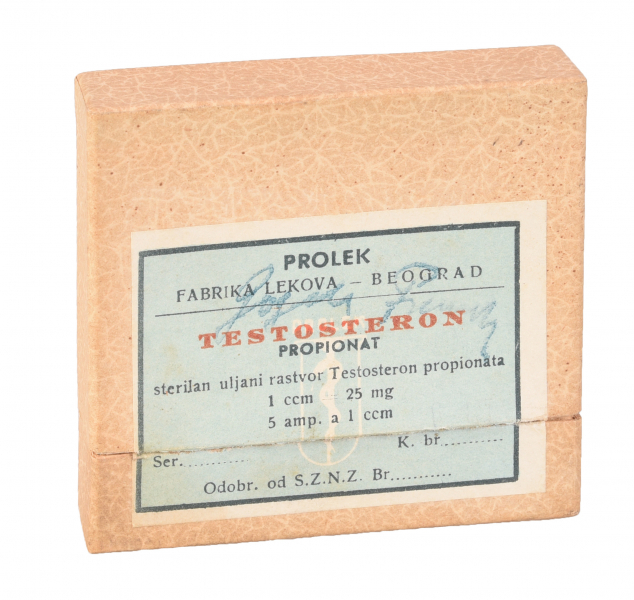 PROLEK
FABRIKA LEKOVA – BEOGRAD
TESTOSTERON
PROPIONAT
sterilan uljani rastvor Testosteron propionata
1 ccm – 25 mg
5 amp. a 1 ccm
K. br..........
Ser...........
Odobr. od S.Z.N.Z. Br..........